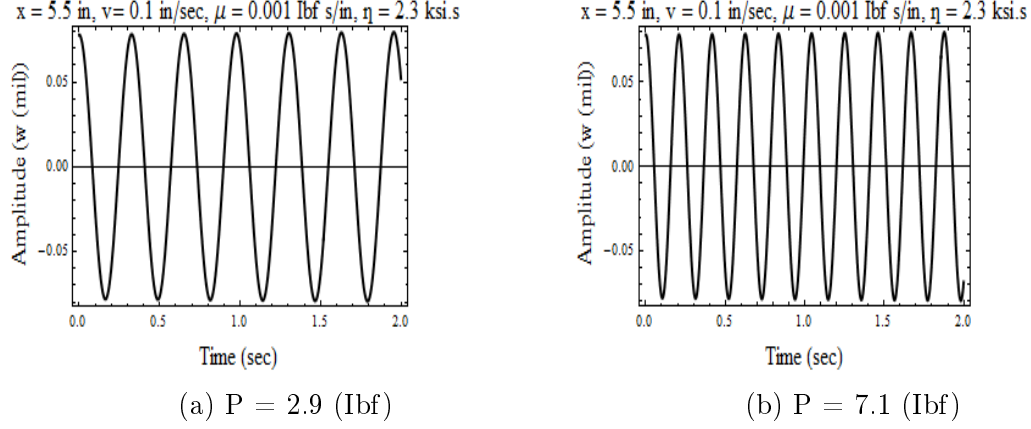 x = 5.5 in, v= 0.1 in/sec, μ = 0.001 Ibf s/in, η = 2.3 ksi.s
Amplitude (w (mil))
0.05
0.00
−0.05
0.0 0.5 1.0 1.5 2.0
Time (sec)
(a) P = 2.9 (Ibf)
x = 5.5 in, v= 0.1 in/sec, μ = 0.001 Ibf s/in, η = 2.3 ksi.s
Amplitude (w (mil))
0.05
0.00
−0.05
0.0 0.5 1.0 1.5 2.0
Time (sec)
(b) P = 7.1 (Ibf)